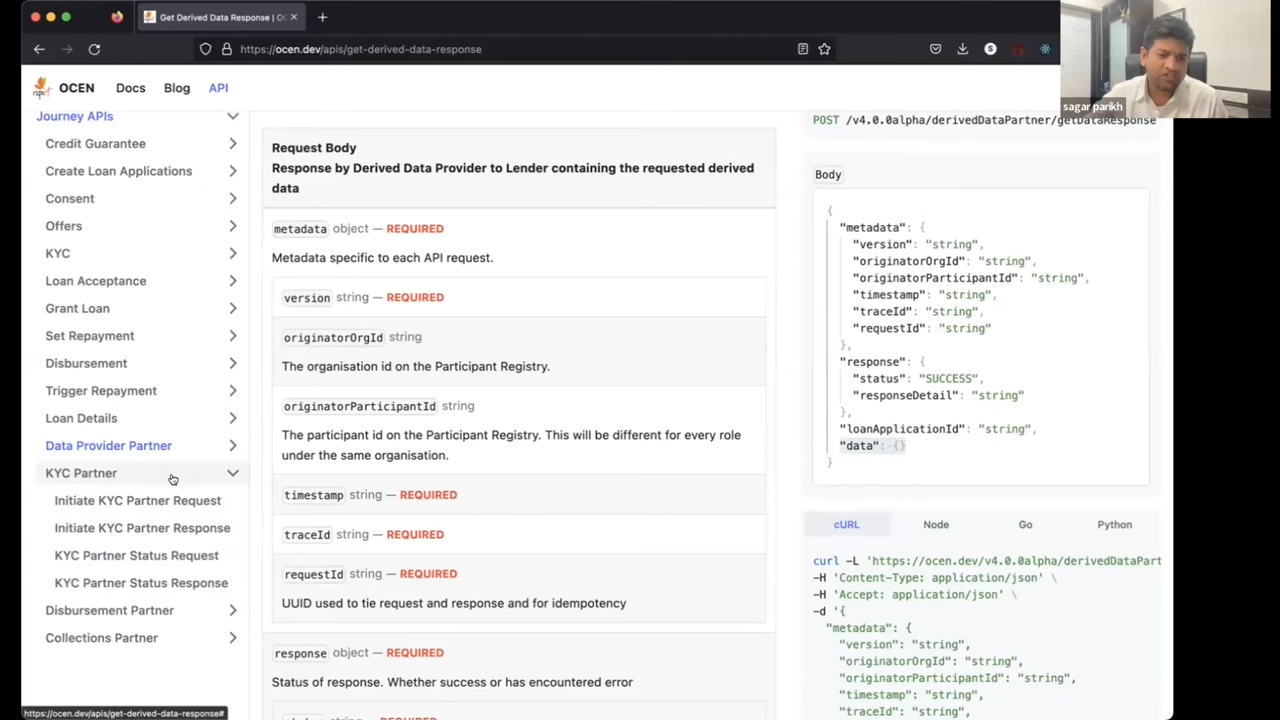 Get Derived Data Response | OC
https://ocen.dev/apis/get-derived-data-response
sagar parikh
OCEN
Docs
Blog
API
Journey APIs
Credit Guarantee
Create Loan Applications
Consent
Offers
KYC
Loan Acceptance
Grant Loan
Set Repayment
Disbursement
Trigger Repayment
Loan Details
Data Provider Partner
KYC Partner
Initiate KYC Partner Request
Initiate KYC Partner Response
KYC Partner Status Request
KYC Partner Status Response
Disbursement Partner
Collections Partner
https://ocen.dev/apis/get-derived-data-response#
Request Body
Response by Derived Data Provider to Lender containing the requested derived
data
metadata object — REQUIRED
Metadata specific to each API request.
version string — REQUIRED
originatorOrgId string
The organisation id on the Participant Registry.
originatorParticipantId string
The participant id on the Participant Registry. This will be different for every role
under the same organisation.
timestamp string — REQUIRED
traceId string — REQUIRED
requestId string — REQUIRED
UUID used to tie request and response and for idempotency
response object — REQUIRED
Status of response. Whether success or has encountered error
POST /v4.0.0alpha/derivedDataPartner/getDataResponse
Body
{
"metadata": {
"version": "string",
"originatorOrgId": "string",
"originatorParticipantId": "string",
"timestamp": "string",
"traceId": "string",
"requestId": "string"
},
"response": {
"status": "SUCCESS",
"responseDetail": "string"
},
"loanApplicationId": "string",
"data": {}
}
cURL
Node
Go
Python
curl -L 'https://ocen.dev/v4.0.0alpha/derivedDataPart
-H 'Content-Type: application/json' \
-H 'Accept: application/json' \
-d '{
"metadata": {
"version": "string",
"originatorOrgId": "string",
"originatorParticipantId": "string",
"timestamp": "string",
"traceId": "string",